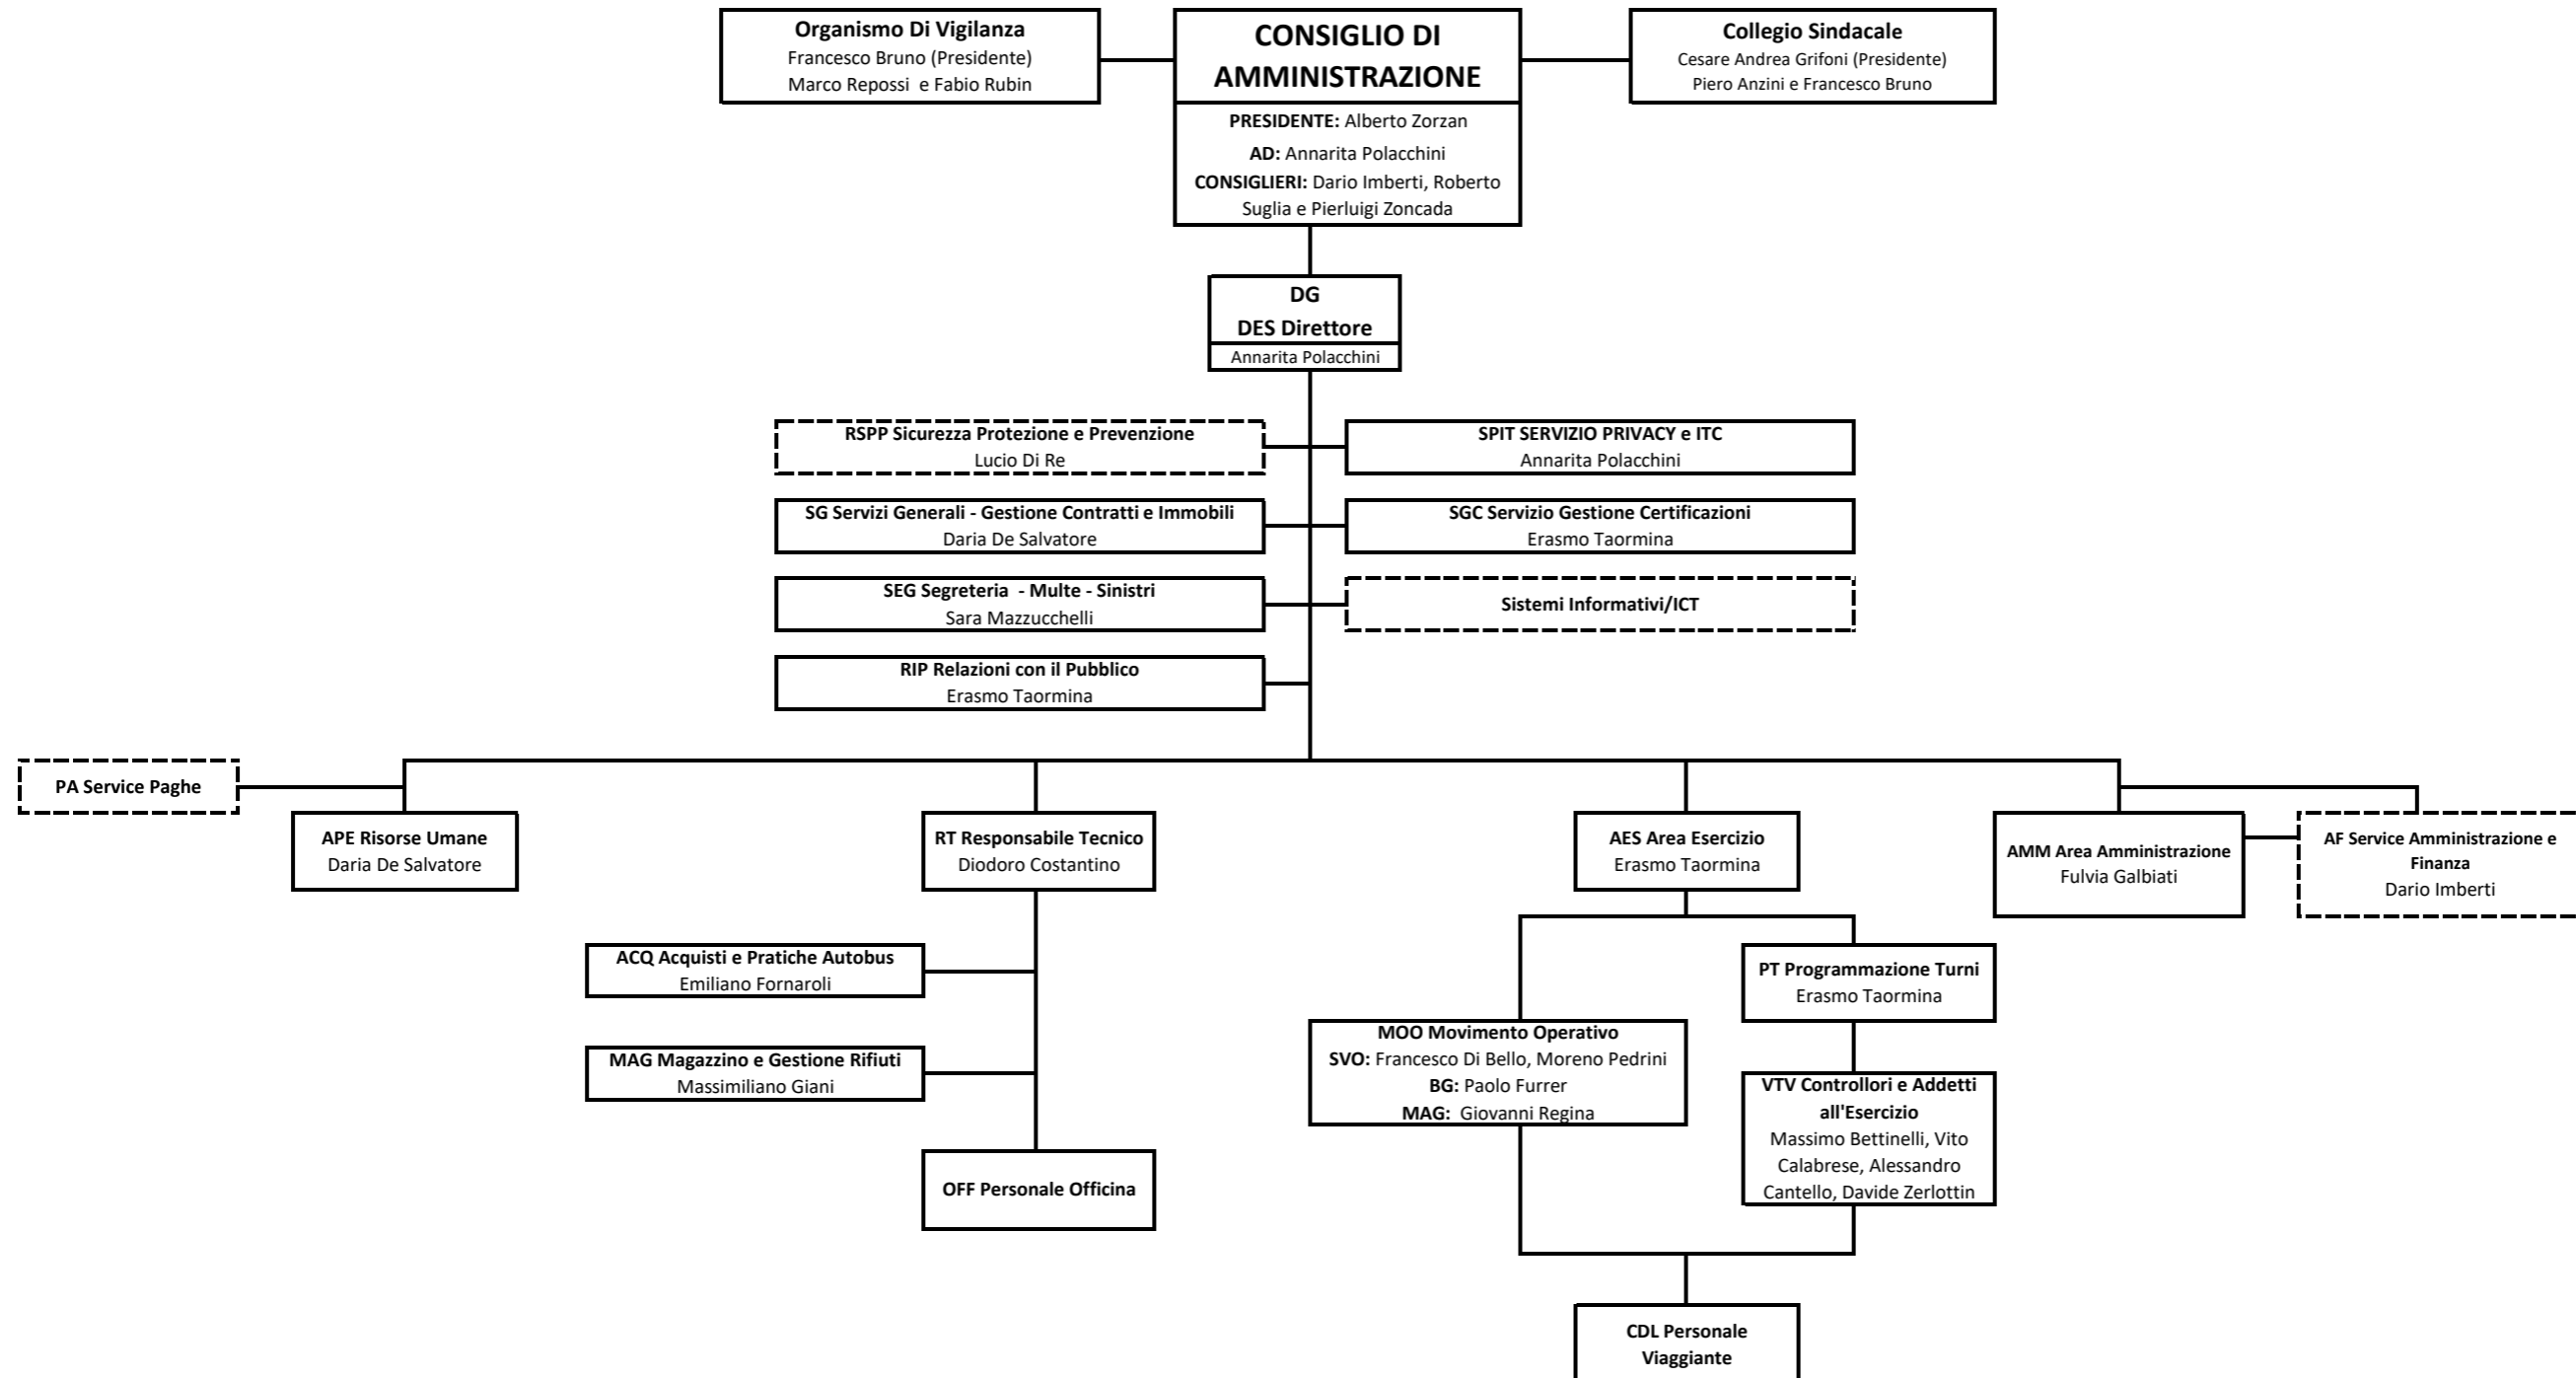 Organismo Di Vigilanza
Francesco Bruno (Presidente)
Marco Repossi  e Fabio Rubin
CONSIGLIO DI
AMMINISTRAZIONE
PRESIDENTE: Alberto Zorzan
AD: Annarita Polacchini
CONSIGLIERI: Dario Imberti, Roberto
Suglia e Pierluigi Zoncada
Collegio Sindacale
Cesare Andrea Grifoni (Presidente)
Piero Anzini e Francesco Bruno
DG
DES Direttore
Annarita Polacchini
RSPP Sicurezza Protezione e Prevenzione
Lucio Di Re
SPIT SERVIZIO PRIVACY e ITC
Annarita Polacchini
SG Servizi Generali - Gestione Contratti e Immobili
Daria De Salvatore
SGC Servizio Gestione Certificazioni
Erasmo Taormina
SEG Segreteria  - Multe - Sinistri
Sara Mazzucchelli
Sistemi Informativi/ICT
RIP Relazioni con il Pubblico
Erasmo Taormina
PA Service Paghe
APE Risorse Umane
Daria De Salvatore
RT Responsabile Tecnico
Diodoro Costantino
AES Area Esercizio
Erasmo Taormina
AMM Area Amministrazione
Fulvia Galbiati
AF Service Amministrazione e
Finanza
Dario Imberti
ACQ Acquisti e Pratiche Autobus
Emiliano Fornaroli
PT Programmazione Turni
Erasmo Taormina
MAG Magazzino e Gestione Rifiuti
Massimiliano Giani
MOO Movimento Operativo
SVO: Francesco Di Bello, Moreno Pedrini
BG: Paolo Furrer
MAG:  Giovanni Regina
VTV Controllori e Addetti
all'Esercizio
Massimo Bettinelli, Vito
Calabrese, Alessandro
Cantello, Davide Zerlottin
OFF Personale Officina
CDL Personale
Viaggiante